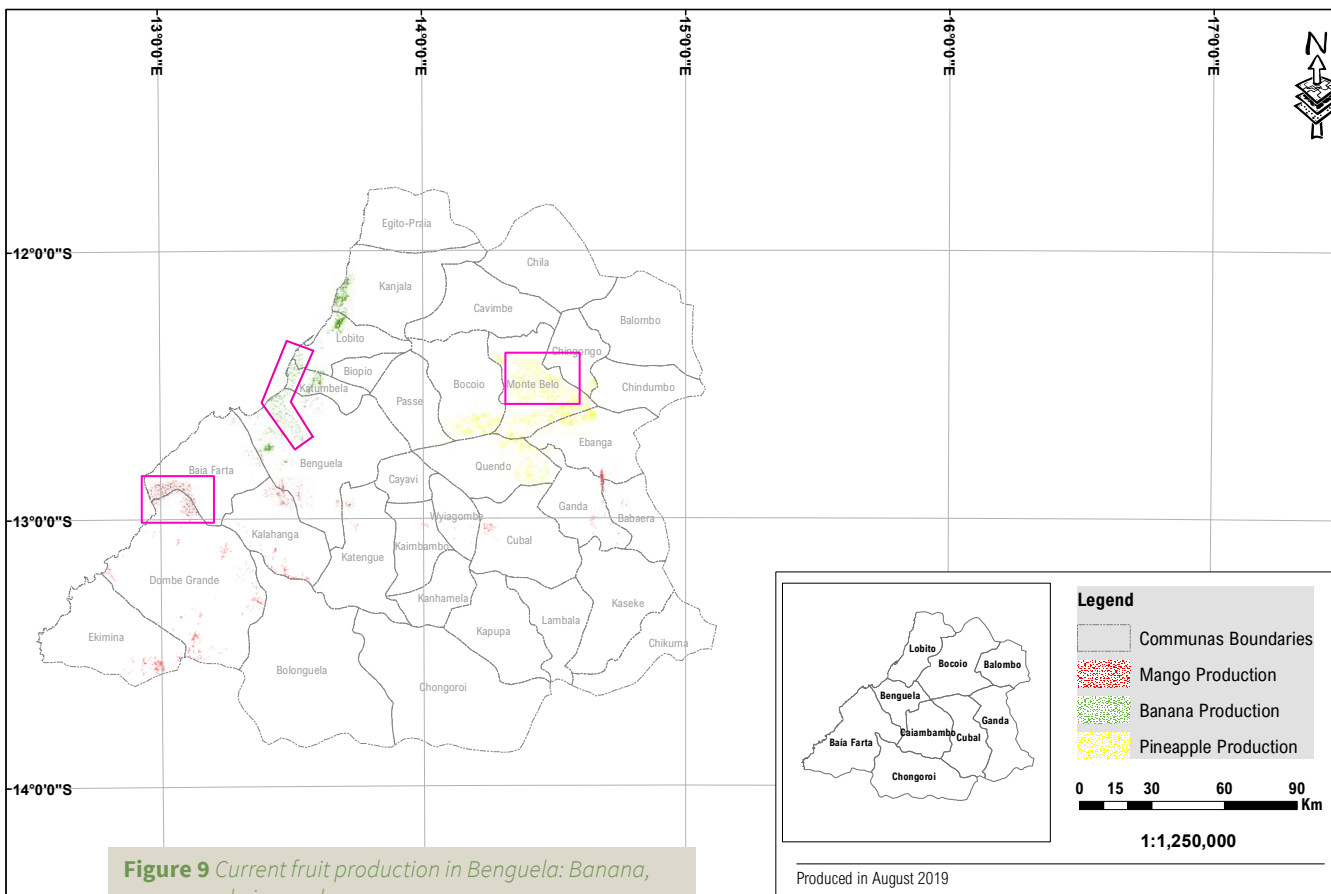 13°0'0"E
14°0'0"E
15°0'0"E
16°0'0"E
17°0'0"E
N
Egito-Praia
-12°0'0"S
Chila
Kanjala
Cavimbe
Balombo
Lobito
Chingongo
Biopio
Bocoio
Monte Belo
Katumbela
Chindumbo
Passe
Ebanga
Baia Farta
Benguela
Quendo
Cayavi
Ganda
-13°0'0"S
Wyiagombe
Babaera
Kalahanga
Cubal
Katengue
Kaimbambo
Dombe Grande
Kanhamela
Kaseke
Lambala
Ekimina
Kapupa
Chikuma
Bolonguela
Chongoroi
-14°0'0"S
Lobito
Bocoio
Balombo
Benguela
Ganda
Caiambambo
Cubal
Baía Farta
Chongoroi
Legend
Communas Boundaries
Mango Production
Banana Production
Pineapple Production
0 15 30 60 90
Km
1:1,250,000
Produced in August 2019
Figure 9 Current fruit production in Benguela: Banana,